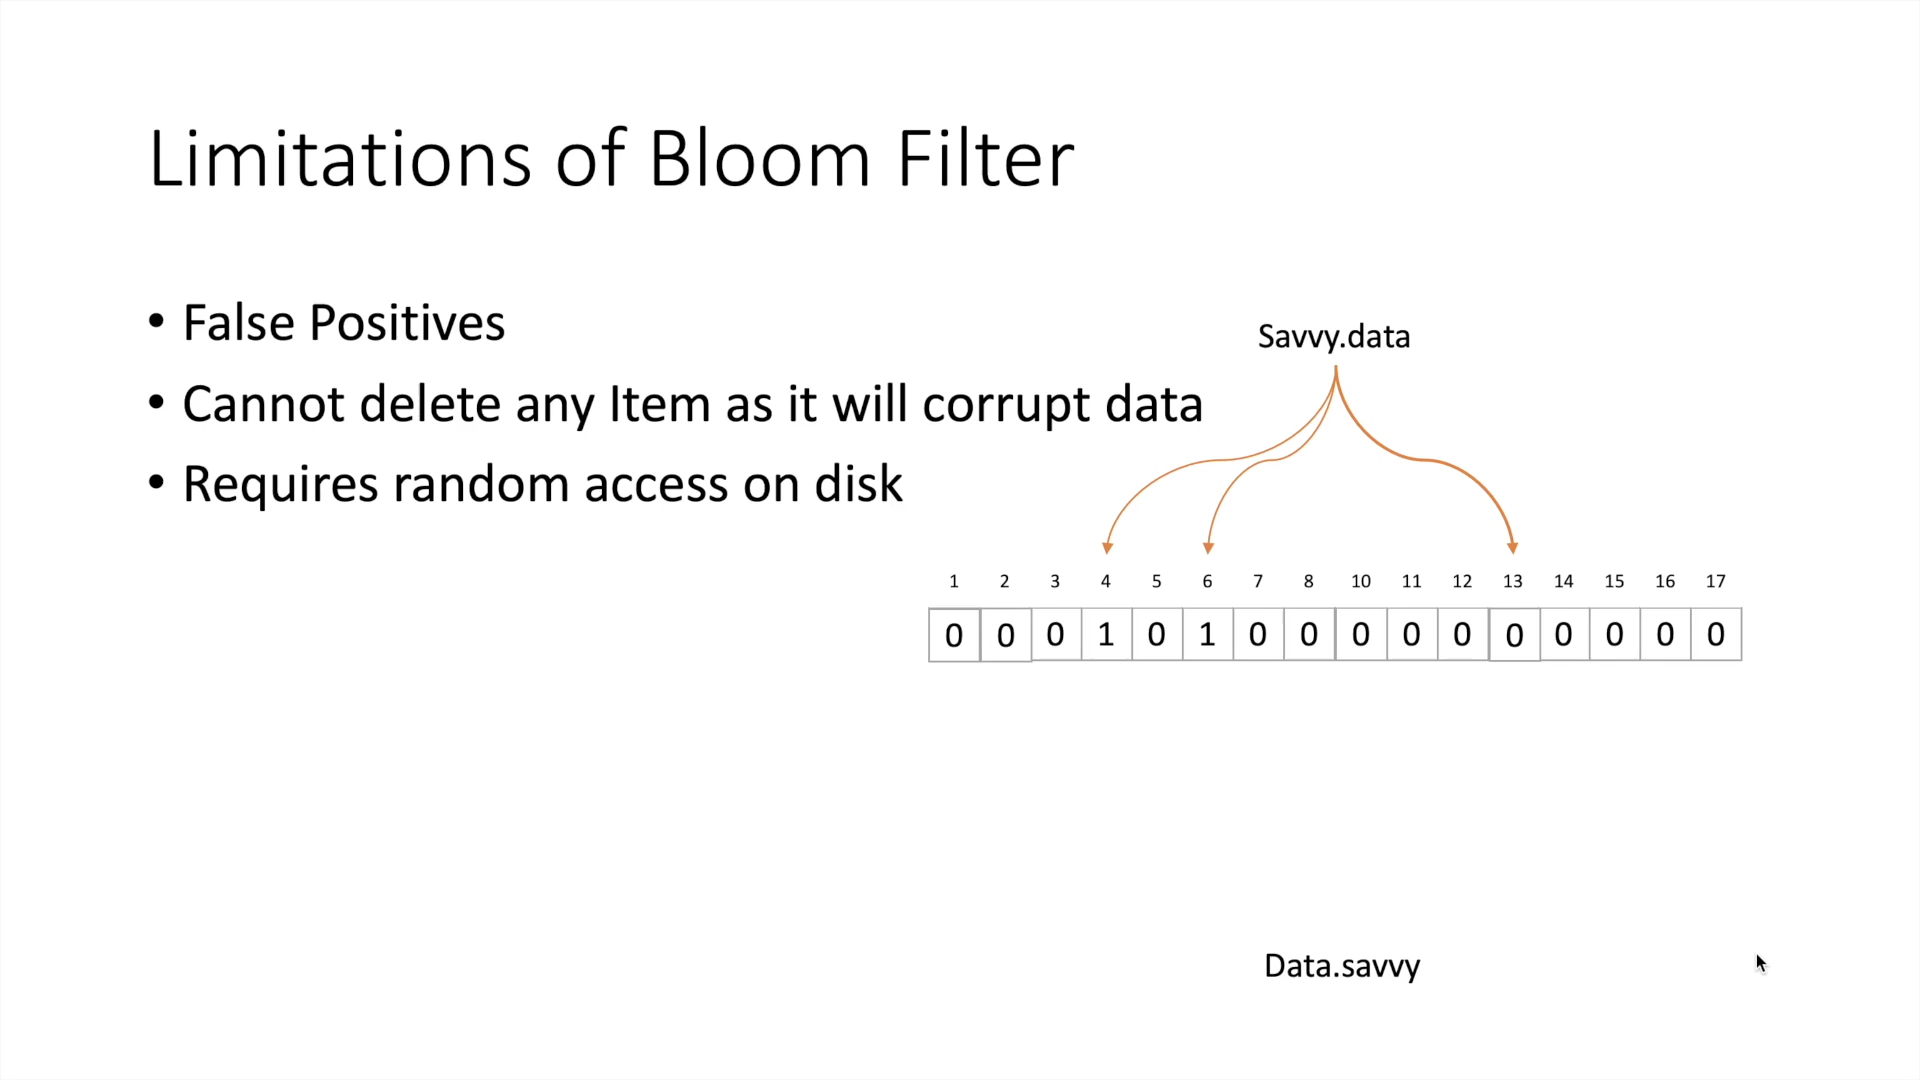 Limitations of Bloom Filter
• False Positives
• Cannot delete any Item as it will corrupt data
• Requires random access on disk
Savvy.data
1 2 3 4 5 6 7 8 10 11 12 13 14 15 16 17
0 0 0 1 0 1 0 0 0 0 0 0 0 0 0 0
Data.savvy